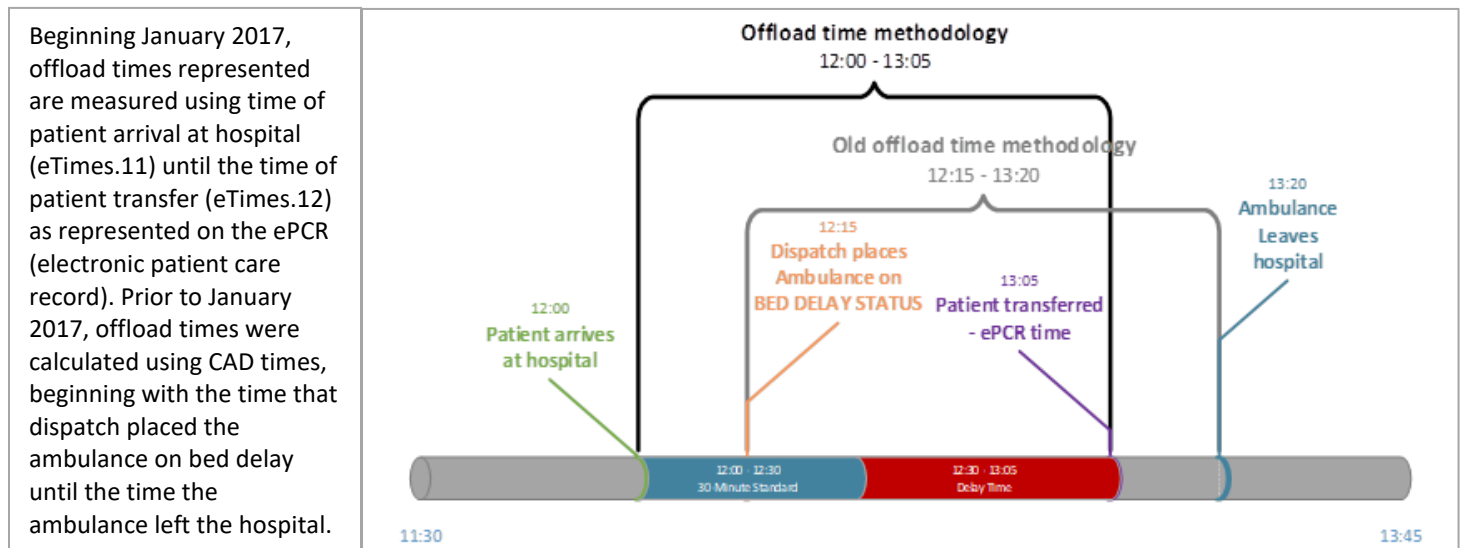 Beginning January 2017,
offload times represented
are measured using time of
patient arrival at hospital
(eTimes.11) until the time of
patient transfer (eTimes.12)
as represented on the ePCR
(electronic patient care
record). Prior to January
2017, offload times were
calculated using CAD times,
beginning with the time that
dispatch placed the
ambulance on bed delay
until the time the
ambulance left the hospital.
Offload time methodology
12:00 - 13:05
Old offload time methodology
12:15 - 13:20
13:20
Ambulance
Leaves
hospital
12:15
Dispatch places
Ambulance on
BED DELAY STATUS
13:05
Patient transferred
- ePCR time
12:00
Patient arrives
at hospital
12:00 - 12:30
30 Minute Standard
12:30 - 13:05
Delay Time
11:30
13:45